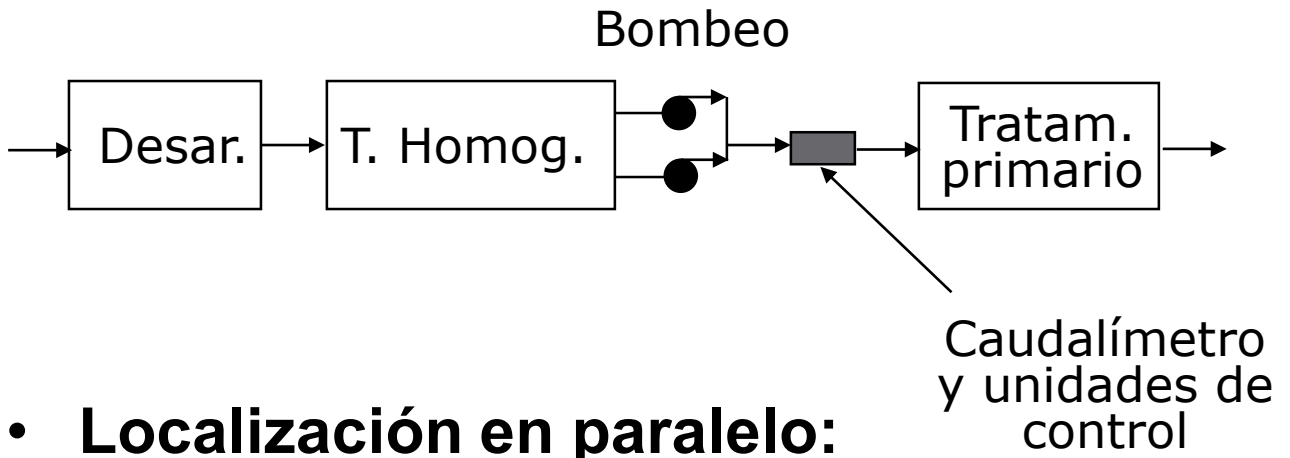 Bombeo
Desar.
T. Homog.
Tratam.
primario
Caudalímetro
y unidades de
control
• Localización en paralelo: